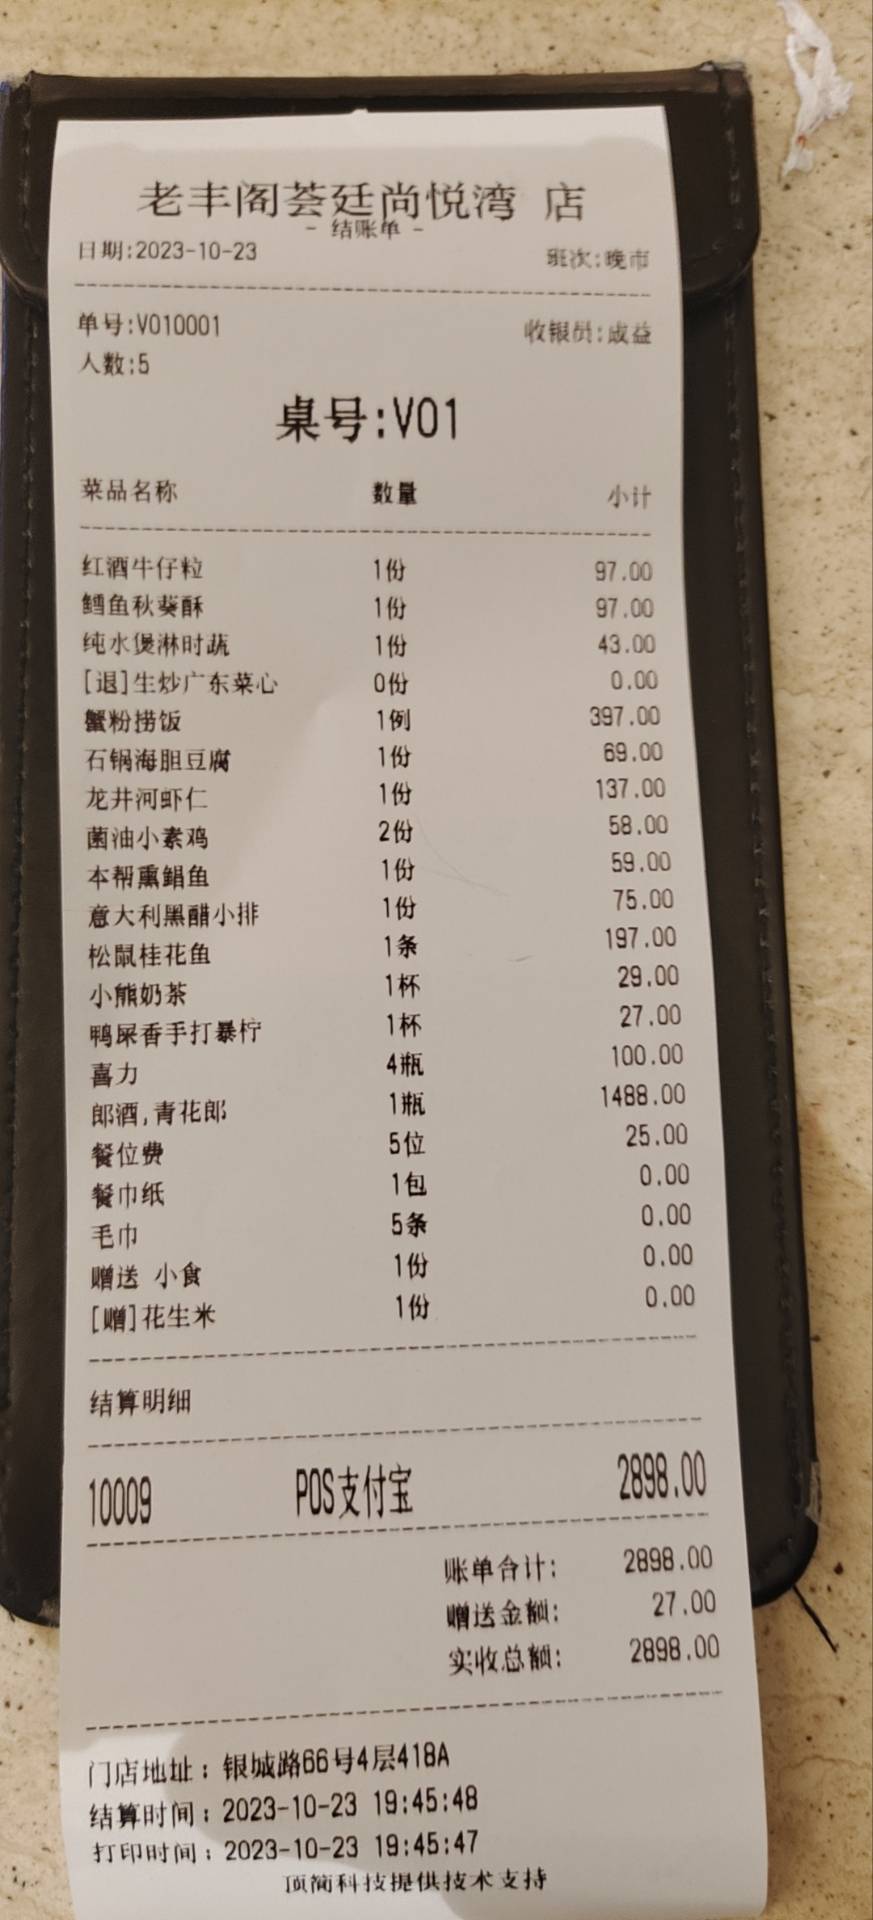 老丰阁荟廷尚悦湾 店
- 结账单 -
日期:2023-10-23 班次:晚市
单号:V010001 收银员:成益
人数:5
桌号:V01
菜品名称 数量 小计
红酒牛仔粒 1份 97.00
鳕鱼秋葵酥 1份 97.00
纯水煲淋时蔬 1份 43.00
[退]生炒广东菜心 0份 0.00
蟹粉捞饭 1例 397.00
石锅海胆豆腐 1份 69.00
龙井河虾仁 1份 137.00
菌油小素鸡 2份 58.00
本帮熏鲳鱼 1份 59.00
意大利黑醋小排 1份 75.00
松鼠桂花鱼 1条 197.00
小熊奶茶 1杯 29.00
鸭屎香手打暴柠 1杯 27.00
喜力 4瓶 100.00
郎酒,青花郎 1瓶 1488.00
餐位费 5位 25.00
餐巾纸 1包 0.00
毛巾 5条 0.00
赠送 小食 1份 0.00
[赠]花生米 1份 0.00
结算明细
10009 POS支付宝 2898.00
账单合计: 2898.00
赠送金额: 27.00
实收总额: 2898.00
门店地址：银城路66号4层418A
结算时间：2023-10-23 19:45:48
打印时间：2023-10-23 19:45:47
顶简科技提供技术支持